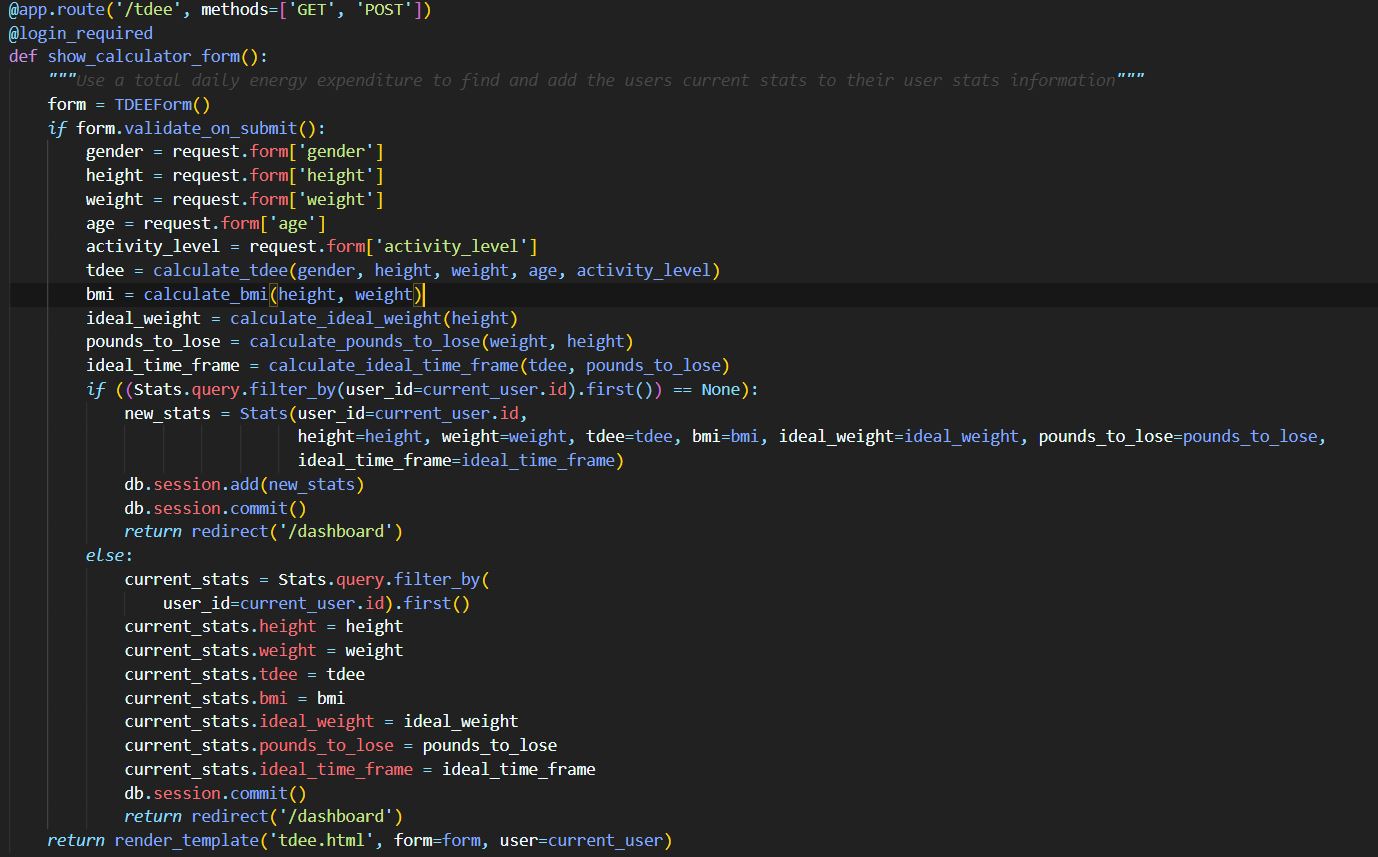 @app.route('/tdee', methods=['GET', 'POST'])
@login_required
def show_calculator_form():
    """Use a total daily energy expenditure to find and add the users current stats to their user stats information"""
    form = TDEEForm()
    if form.validate_on_submit():
        gender = request.form['gender']
        height = request.form['height']
        weight = request.form['weight']
        age = request.form['age']
        activity_level = request.form['activity_level']
        tdee = calculate_tdee(gender, height, weight, age, activity_level)
        bmi = calculate_bmi(height, weight)
        ideal_weight = calculate_ideal_weight(height)
        pounds_to_lose = calculate_pounds_to_lose(weight, height)
        ideal_time_frame = calculate_ideal_time_frame(tdee, pounds_to_lose)
        if ((Stats.query.filter_by(user_id=current_user.id).first()) == None):
            new_stats = Stats(user_id=current_user.id,
                              height=height, weight=weight, tdee=tdee, bmi=bmi, ideal_weight=ideal_weight, pounds_to_lose=pounds_to_lose,
                              ideal_time_frame=ideal_time_frame)
            db.session.add(new_stats)
            db.session.commit()
            return redirect('/dashboard')
        else:
            current_stats = Stats.query.filter_by(
                user_id=current_user.id).first()
            current_stats.height = height
            current_stats.weight = weight
            current_stats.tdee = tdee
            current_stats.bmi = bmi
            current_stats.ideal_weight = ideal_weight
            current_stats.pounds_to_lose = pounds_to_lose
            current_stats.ideal_time_frame = ideal_time_frame
            db.session.commit()
            return redirect('/dashboard')
    return render_template('tdee.html', form=form, user=current_user)